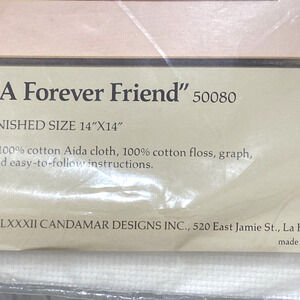 A Forever Friend” 50080
NISHED SIZE 14”X14”
100% cotton Aida cloth, 100% cotton floss, graph,
d easy-to-follow instructions.
LXXXII CANDAMAR DESIGNS INC., 520 East Jamie St., La
made